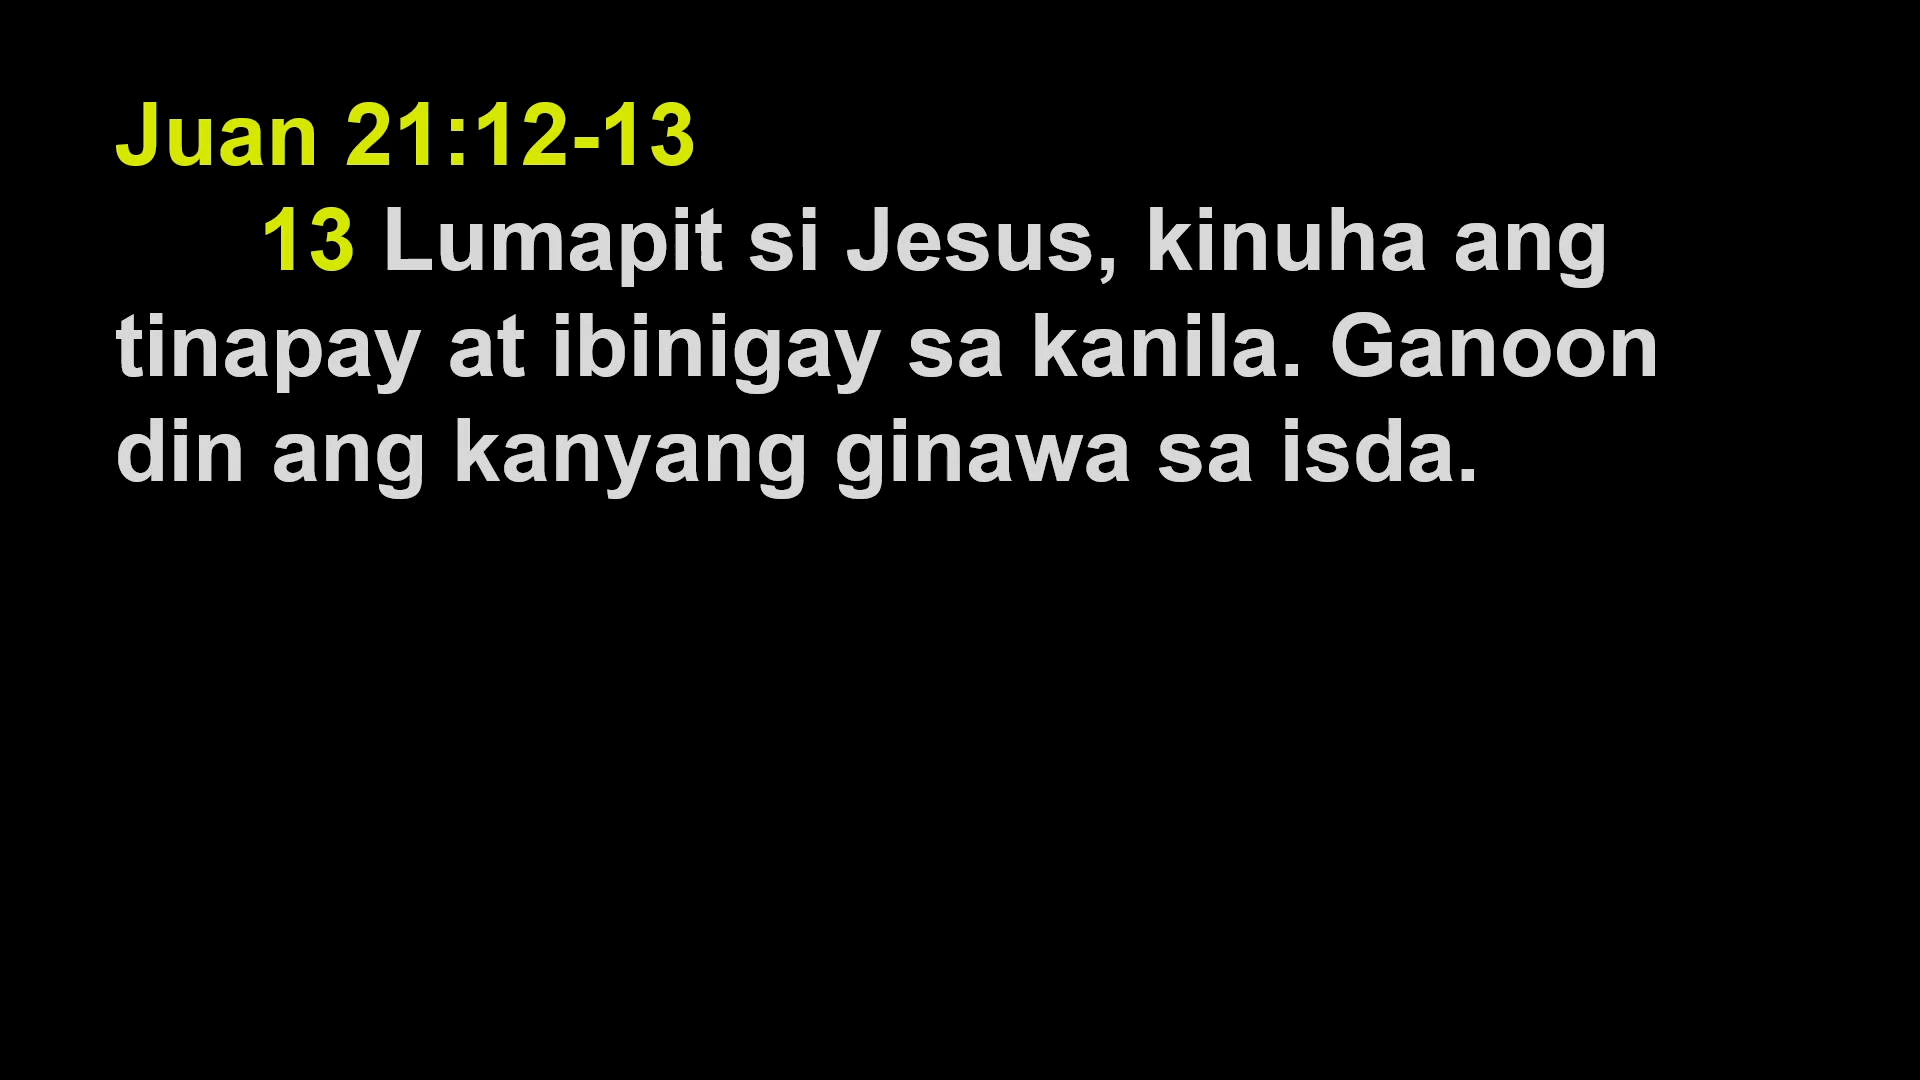 Juan 21:12-13
13 Lumapit si Jesus, kinuha ang
tinapay at ibinigay sa kanila. Ganoon
din ang kanyang ginawa sa isda.